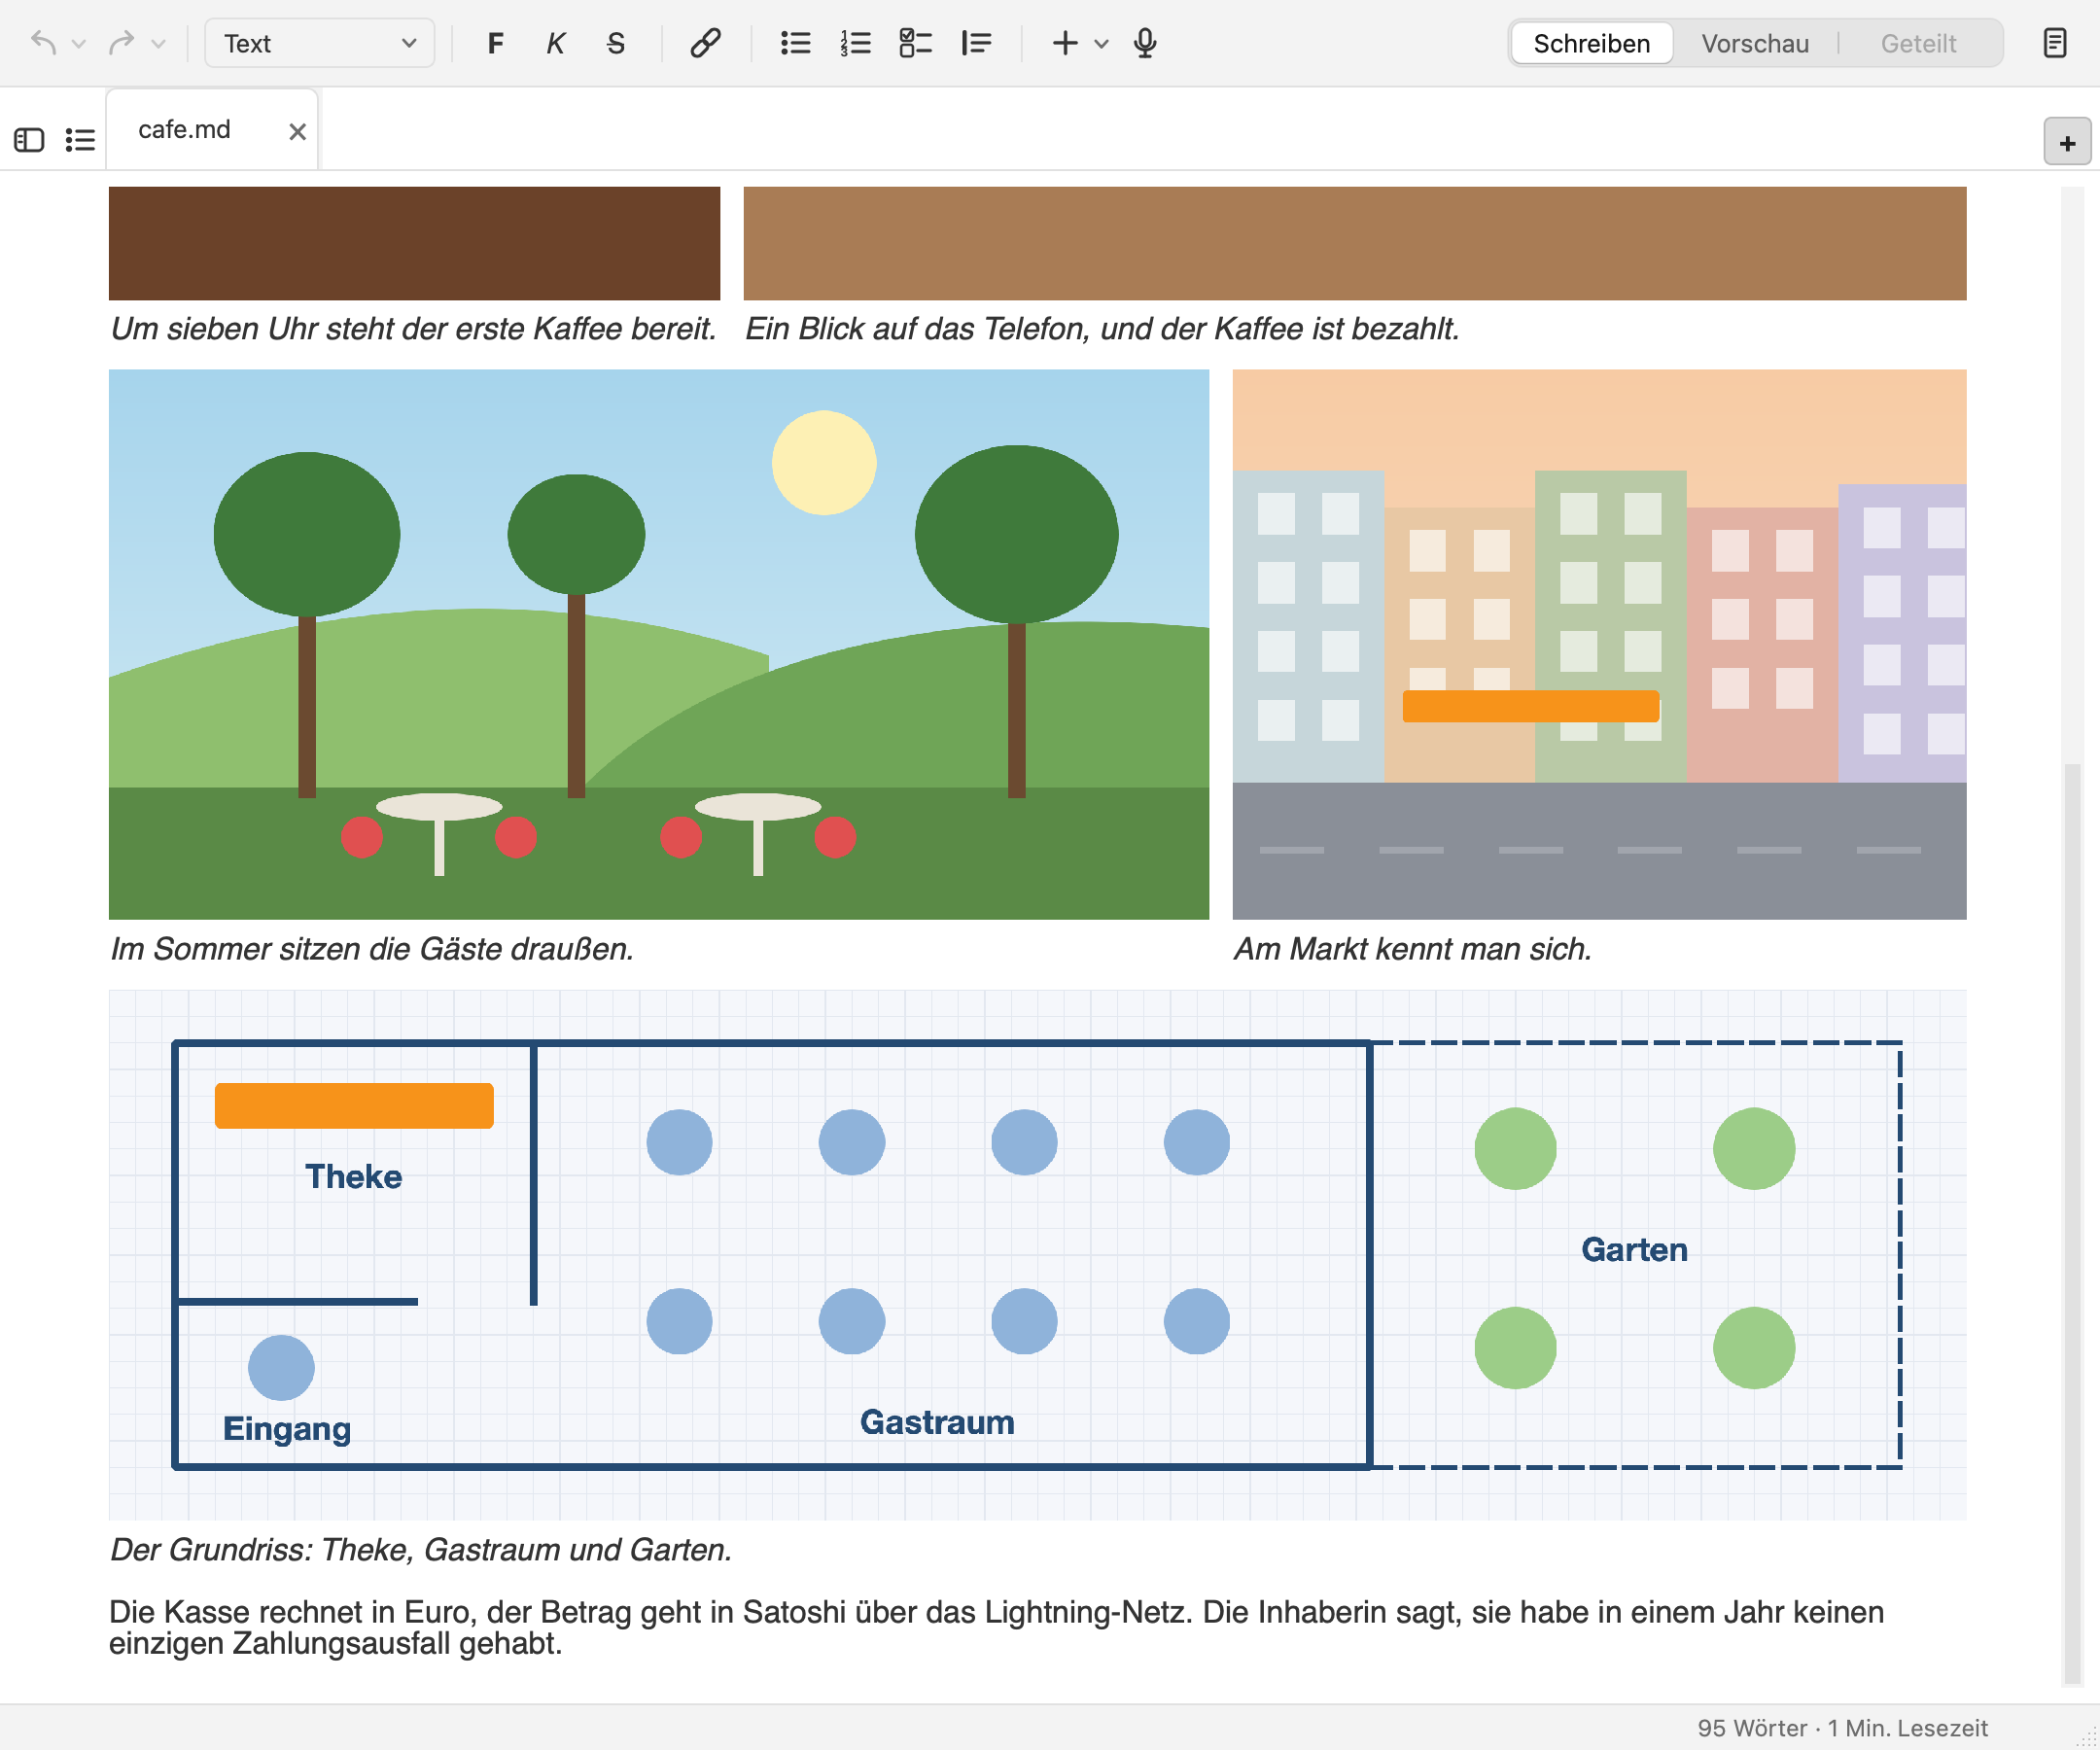 Text
F K S
Schreiben Vorschau Geteilt
cafe.md
Um sieben Uhr steht der erste Kaffee bereit.
Ein Blick auf das Telefon, und der Kaffee ist bezahlt.
Im Sommer sitzen die Gäste draußen.
Am Markt kennt man sich.
Theke
Garten
Eingang
Gastraum
Der Grundriss: Theke, Gastraum und Garten.
Die Kasse rechnet in Euro, der Betrag geht in Satoshi über das Lightning-Netz. Die Inhaberin sagt, sie habe in einem Jahr keinen
einzigen Zahlungsausfall gehabt.
95 Wörter · 1 Min. Lesezeit